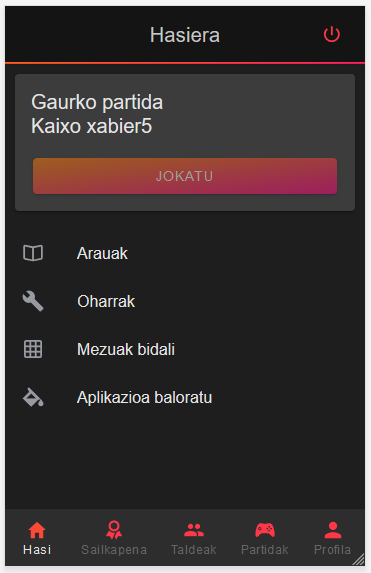 Hasiera
Gaurko partida
Kaixo xabier5
JOKATU
Arauak
Oharrak
Mezuak bidali
Aplikazioa baloratu
Hasi Sailkapena Taldeak Partidak Profila